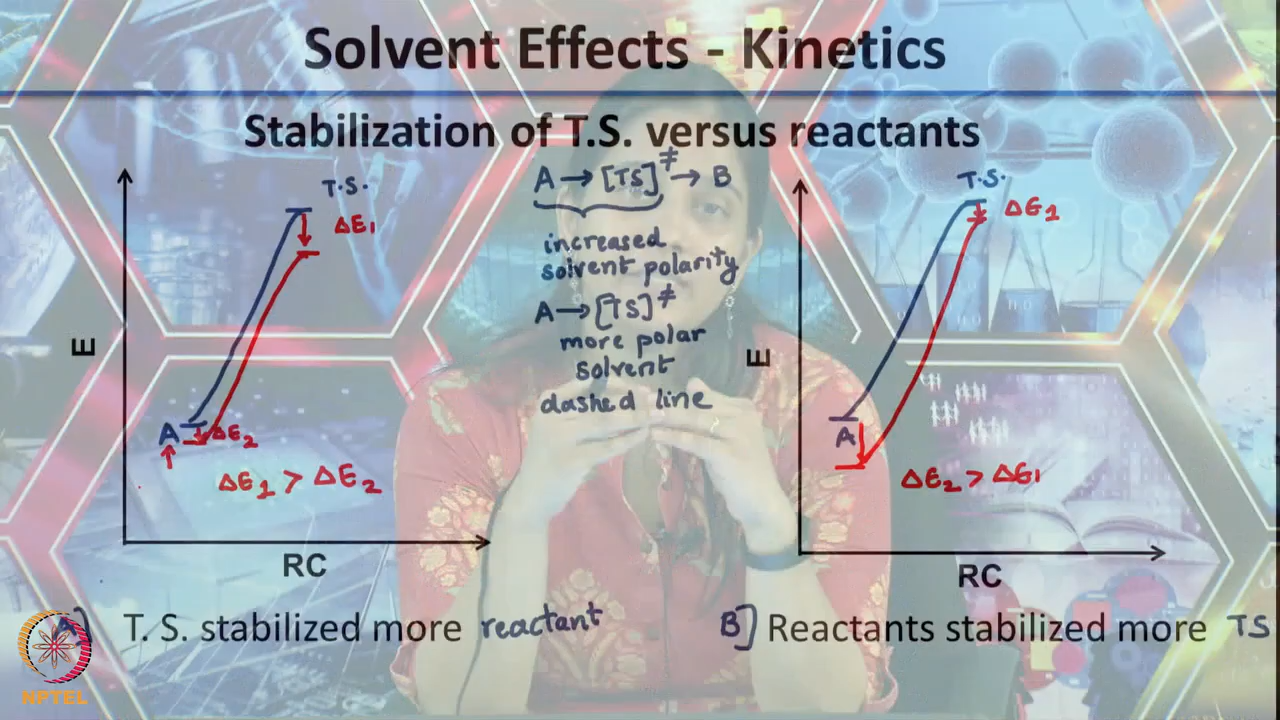 Solvent Effects - Kinetics
Stabilization of T.S. versus reactants
T.S.
ΔE1
A → [TS]≠ → B
increased
solvent polarity
A → [TS]≠
more polar
solvent
dashed line
E
A
ΔE2
ΔE1 > ΔE2
RC
T.S.
ΔE1
E
A
ΔE2 > ΔE1
RC
A] T. S. stabilized more reactant
B] Reactants stabilized more TS
NPTEL